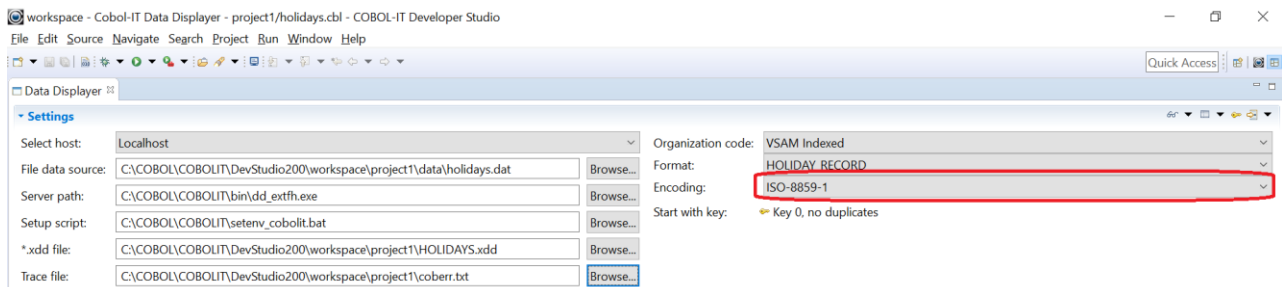 workspace - Cobol-IT Data Displayer - project1/holidays.cbl - COBOL-IT Developer Studio
File Edit Source Navigate Search Project Run Window Help
Quick Access
Data Displayer
Settings
Select host: Localhost
File data source: C:\COBOL\COBOLIT\DevStudio200\workspace\project1\data\holidays.dat Browse...
Server path: C:\COBOL\COBOLIT\bin\dd_extfh.exe Browse...
Setup script: C:\COBOL\COBOLIT\setenv_cobolit.bat Browse...
*.xdd file: C:\COBOL\COBOLIT\DevStudio200\workspace\project1\HOLIDAYS.xdd Browse...
Trace file: C:\COBOL\COBOLIT\DevStudio200\workspace\project1\coberr.txt Browse...
Organization code: VSAM Indexed
Format: HOLIDAY RECORD
Encoding: ISO-8859-1
Start with key: Key 0, no duplicates